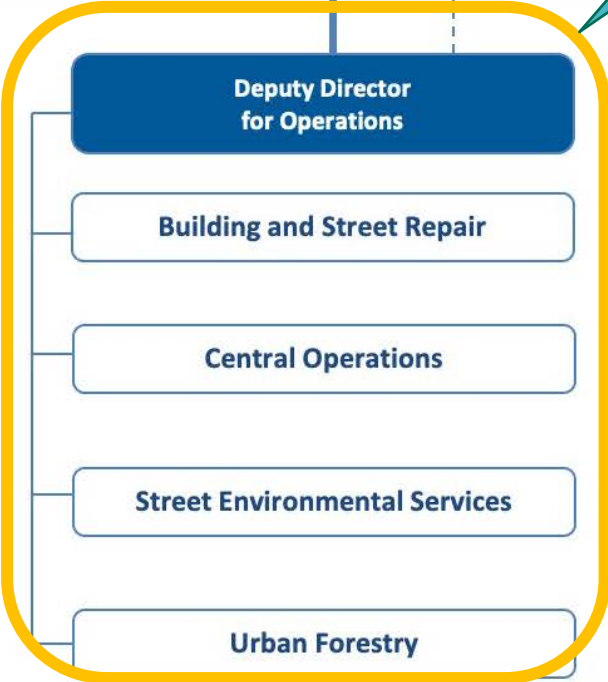 Deputy Director
for Operations
Building and Street Repair
Central Operations
Street Environmental Services
Urban Forestry